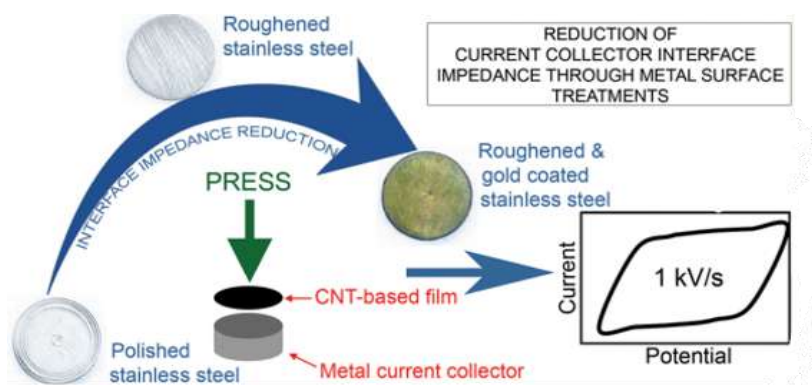 Roughened
stainless steel
REDUCTION OF
CURRENT COLLECTOR INTERFACE
IMPEDANCE THROUGH METAL SURFACE
TREATMENTS
INTERFACE IMPEDANCE REDUCTION
PRESS
Roughened &
gold coated
stainless steel
CNT-based film
Metal current collector
Polished
stainless steel
Current
1 kV/s
Potential